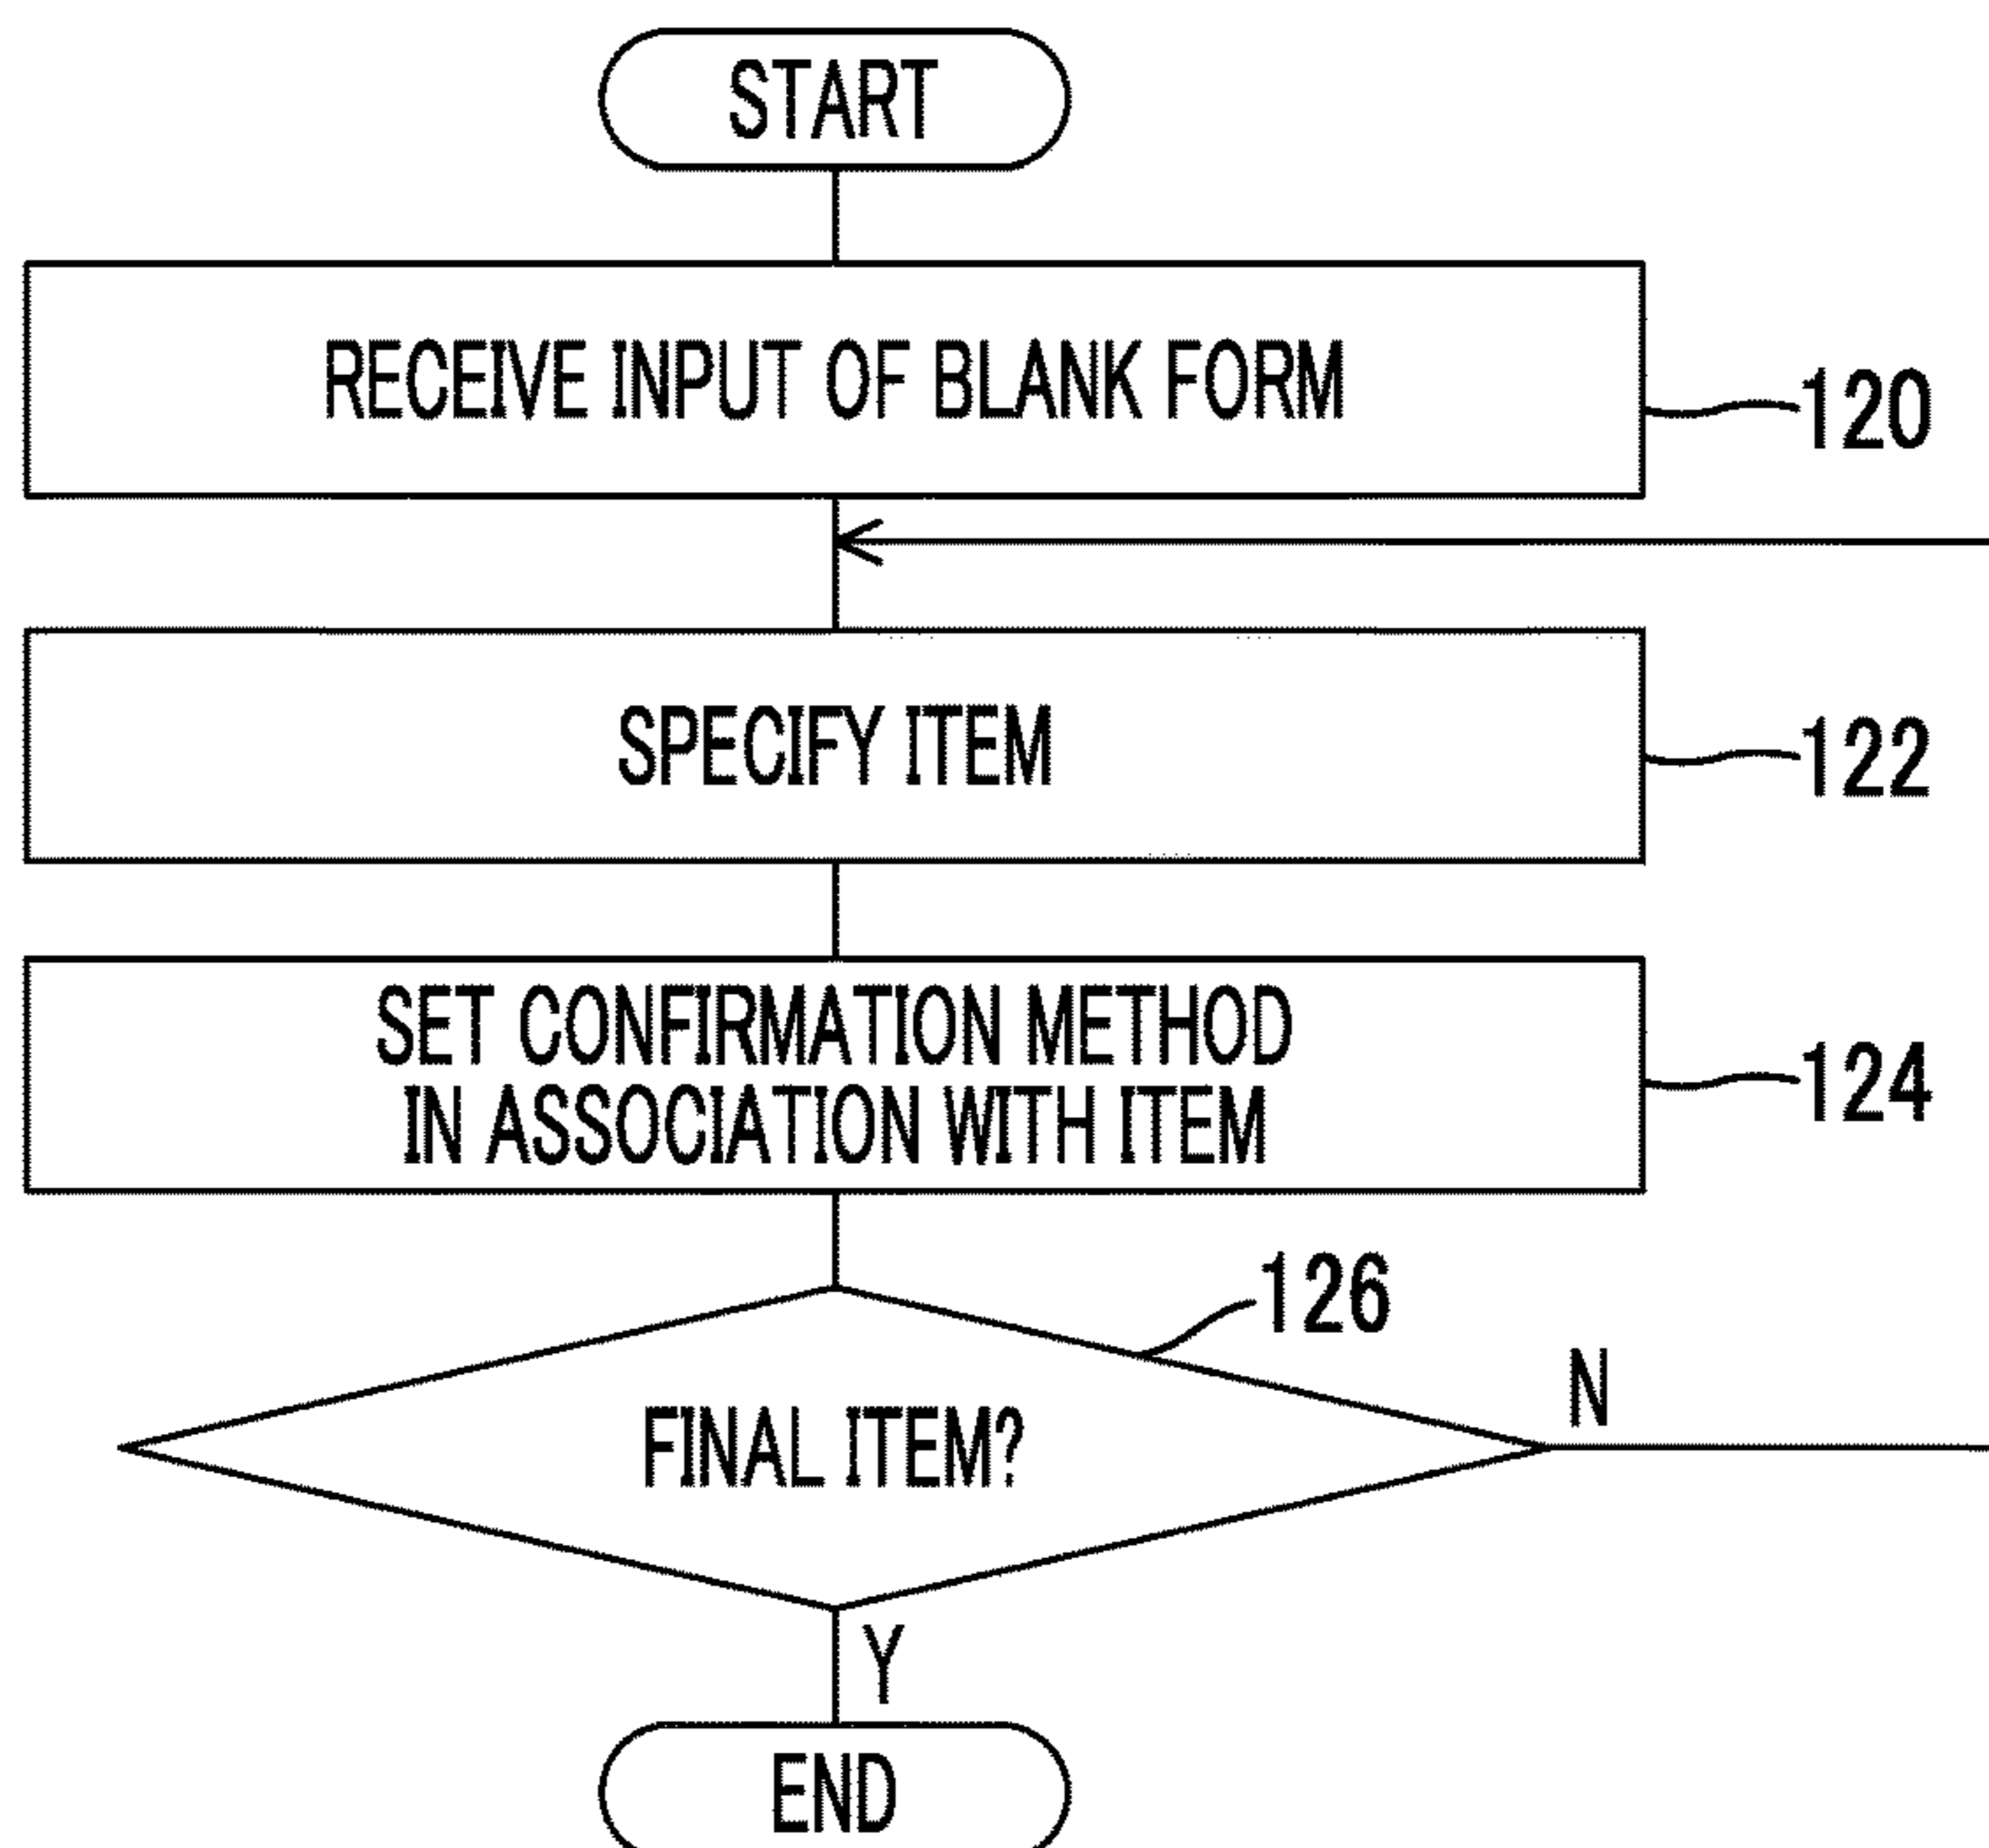 START
RECEIVE INPUT OF BLANK FORM
120
SPECIFY ITEM
122
SET CONFIRMATION METHOD
IN ASSOCIATION WITH ITEM
124
126
FINAL ITEM?
N
Y
END